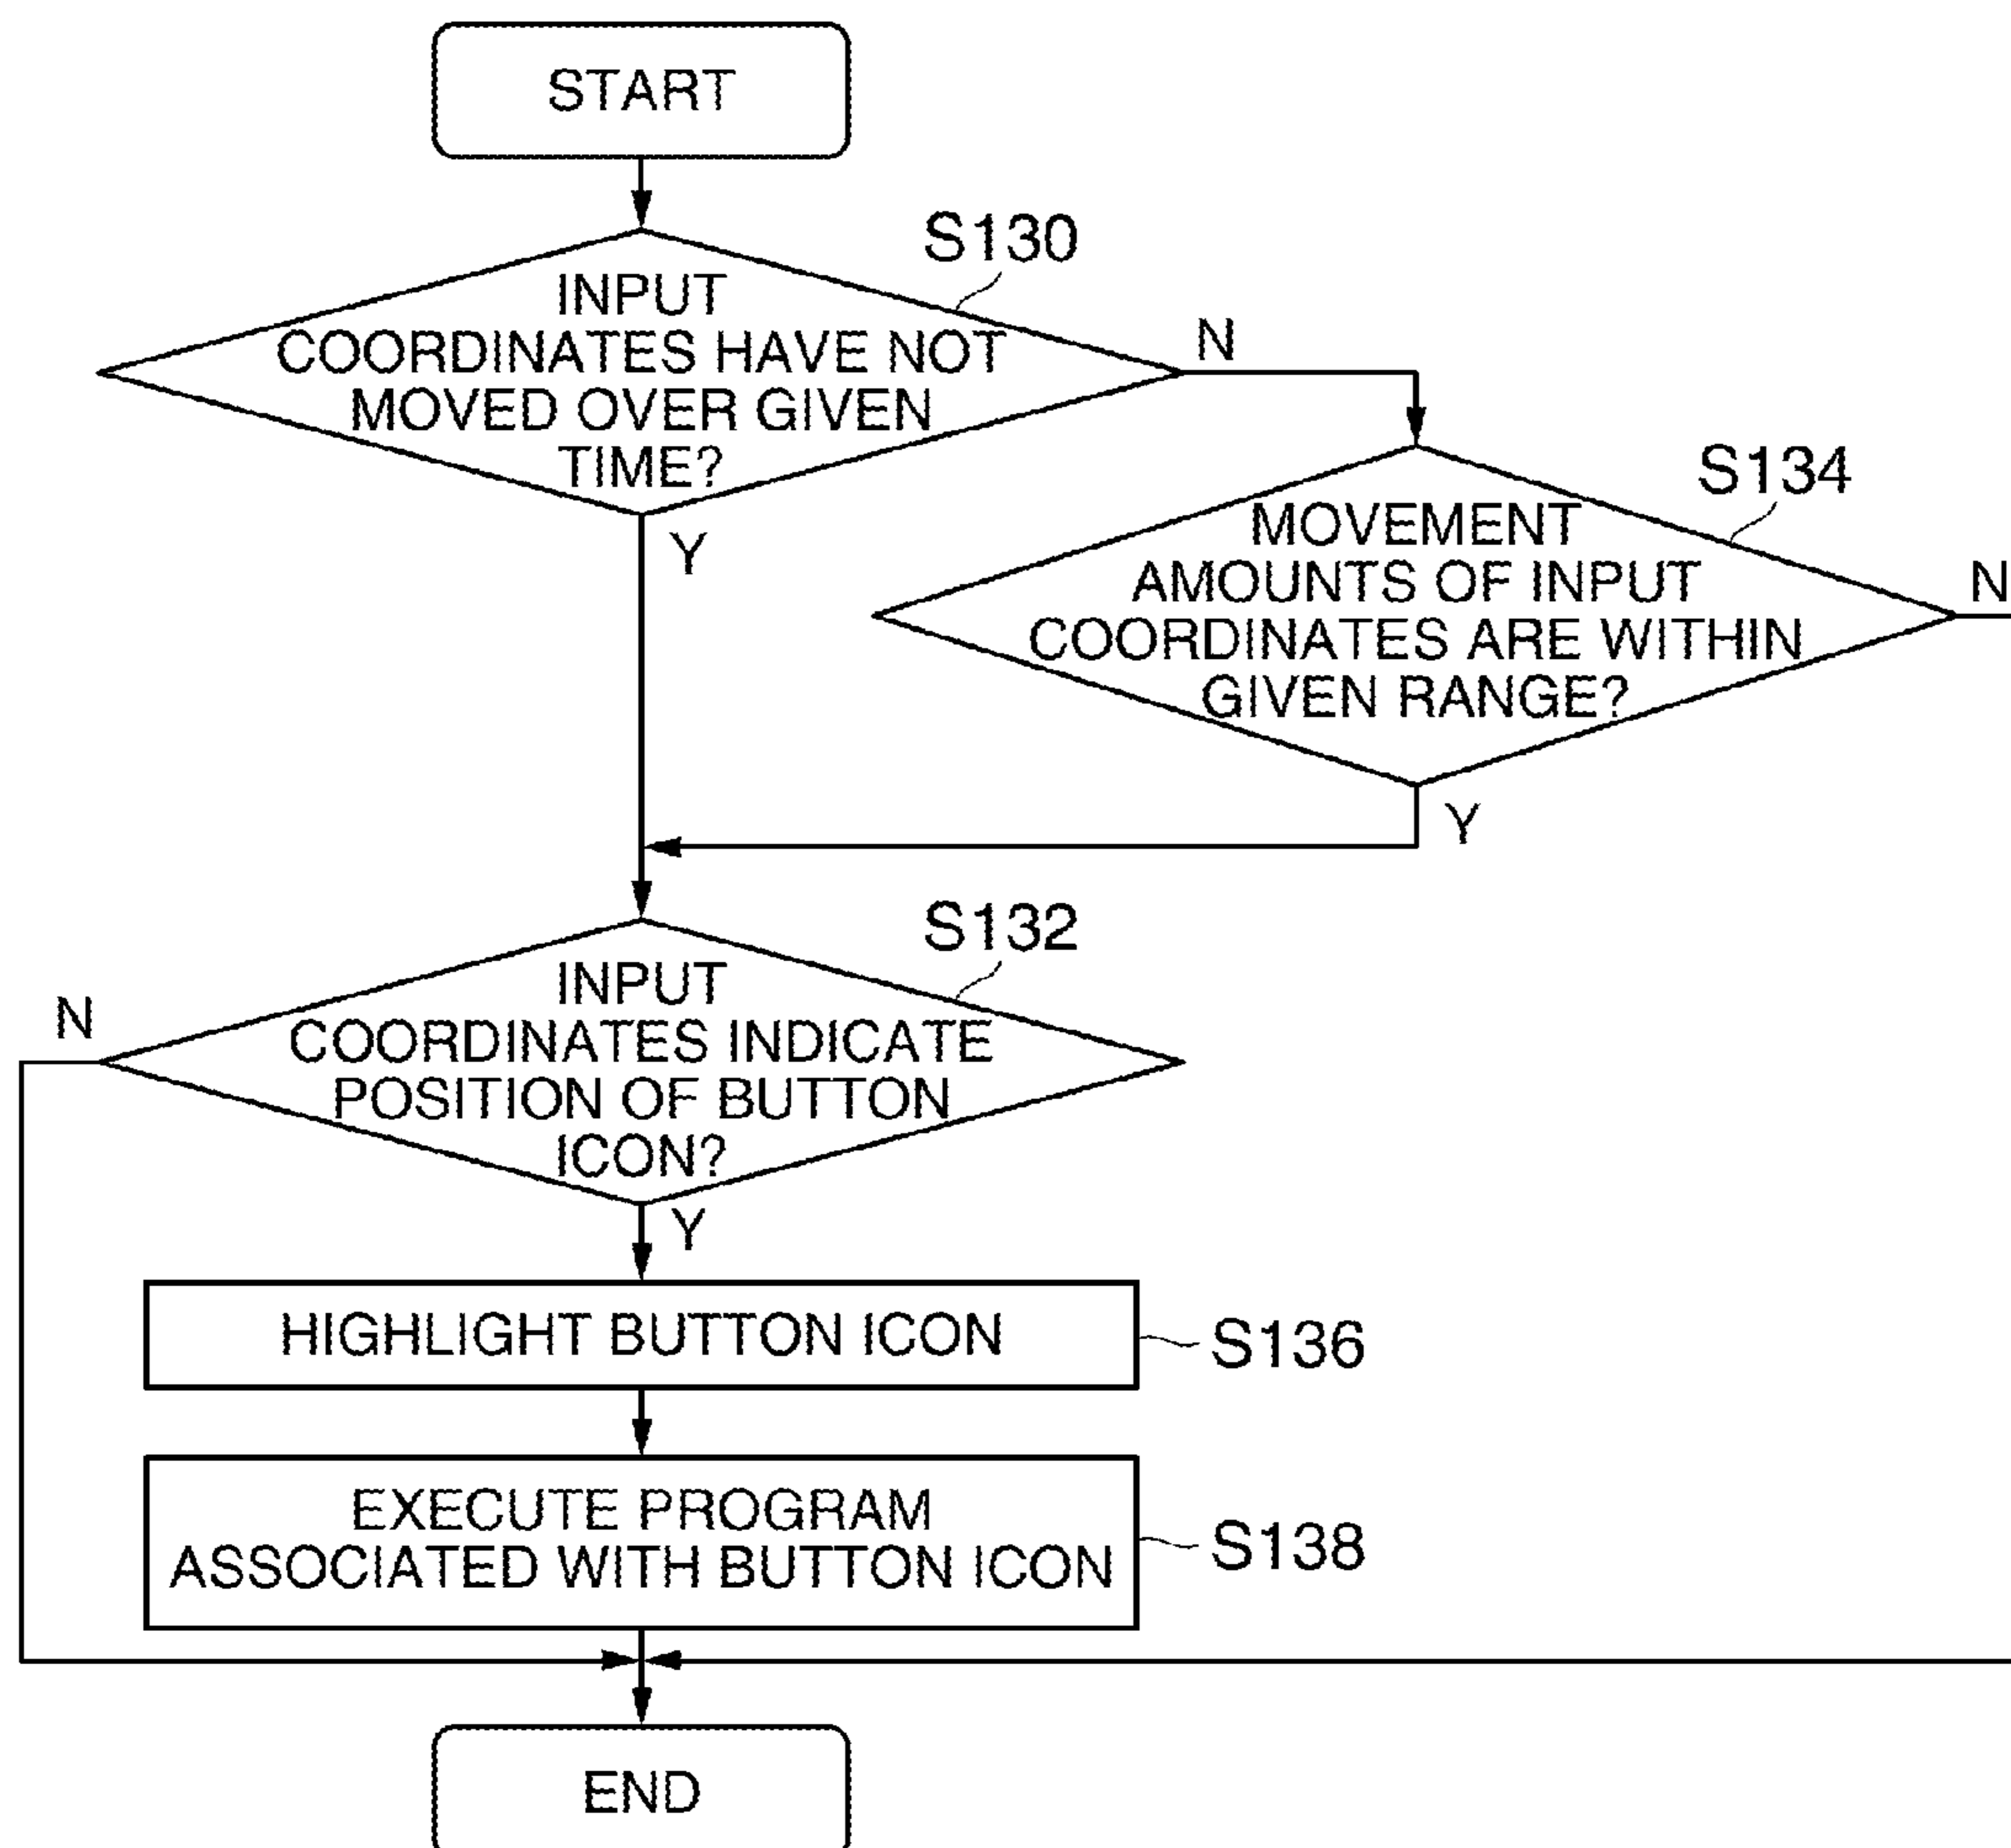 START
S130
INPUT
COORDINATES HAVE NOT
MOVED OVER GIVEN
TIME?
N
Y
S134
MOVEMENT
AMOUNTS OF INPUT
COORDINATES ARE WITHIN
GIVEN RANGE?
N
Y
S132
INPUT
COORDINATES INDICATE
POSITION OF BUTTON
ICON?
N
Y
HIGHLIGHT BUTTON ICON
S136
EXECUTE PROGRAM
ASSOCIATED WITH BUTTON ICON
S138
END